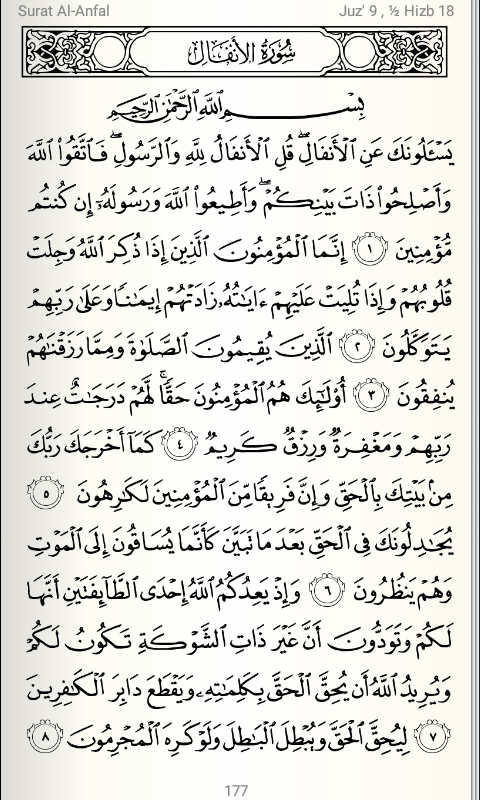 Surat Al-Anfal Juz' 9 , ½ Hizb 18
سُورَةُ الأَنفَالِ
بِسۡمِ ٱللَّهِ ٱلرَّحۡمَٰنِ ٱلرَّحِيمِ
يَسۡـَٔلُونَكَ عَنِ ٱلۡأَنفَالِۖ قُلِ ٱلۡأَنفَالُ لِلَّهِ وَٱلرَّسُولِۖ فَٱتَّقُواْ ٱللَّهَ
وَأَصۡلِحُواْ ذَاتَ بَيۡنِكُمۡۖ وَأَطِيعُواْ ٱللَّهَ وَرَسُولَهُۥٓ إِن كُنتُم
مُّؤۡمِنِينَ ١ إِنَّمَا ٱلۡمُؤۡمِنُونَ ٱلَّذِينَ إِذَا ذُكِرَ ٱللَّهُ وَجِلَتۡ
قُلُوبُهُمۡ وَإِذَا تُلِيَتۡ عَلَيۡهِمۡ ءَايَٰتُهُۥ زَادَتۡهُمۡ إِيمَٰنٗا وَعَلَىٰ رَبِّهِمۡ
يَتَوَكَّلُونَ ٢ ٱلَّذِينَ يُقِيمُونَ ٱلصَّلَوٰةَ وَمِمَّا رَزَقۡنَٰهُمۡ
يُنفِقُونَ ٣ أُوْلَٰٓئِكَ هُمُ ٱلۡمُؤۡمِنُونَ حَقّٗاۚ لَّهُمۡ دَرَجَٰتٌ عِندَ
رَبِّهِمۡ وَمَغۡفِرَةٞ وَرِزۡقٞ كَرِيمٞ ٤ كَمَآ أَخۡرَجَكَ رَبُّكَ
مِنۢ بَيۡتِكَ بِٱلۡحَقِّ وَإِنَّ فَرِيقٗا مِّنَ ٱلۡمُؤۡمِنِينَ لَكَٰرِهُونَ ٥
يُجَٰدِلُونَكَ فِي ٱلۡحَقِّ بَعۡدَ مَا تَبَيَّنَ كَأَنَّمَا يُسَاقُونَ إِلَى ٱلۡمَوۡتِ
وَهُمۡ يَنظُرُونَ ٦ وَإِذۡ يَعِدُكُمُ ٱللَّهُ إِحۡدَى ٱلطَّآئِفَتَيۡنِ أَنَّهَا
لَكُمۡ وَتَوَدُّونَ أَنَّ غَيۡرَ ذَاتِ ٱلشَّوۡكَةِ تَكُونُ لَكُمۡ
وَيُرِيدُ ٱللَّهُ أَن يُحِقَّ ٱلۡحَقَّ بِكَلِمَٰتِهِۦ وَيَقۡطَعَ دَابِرَ ٱلۡكَٰفِرِينَ
٧ لِيُحِقَّ ٱلۡحَقَّ وَيُبۡطِلَ ٱلۡبَٰطِلَ وَلَوۡ كَرِهَ ٱلۡمُجۡرِمُونَ ٨
177